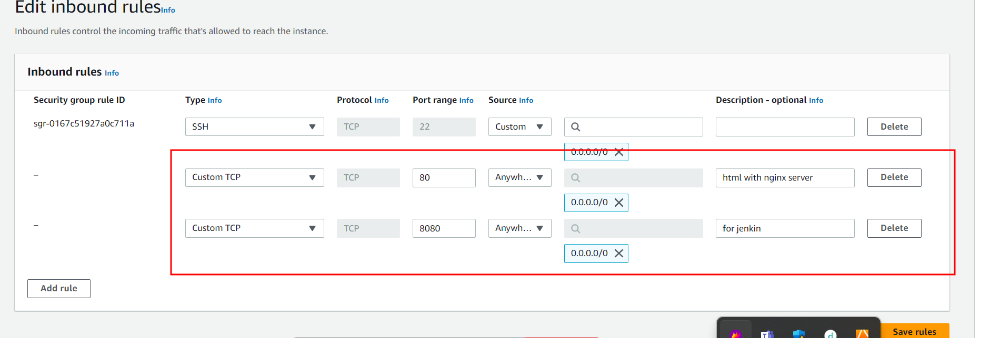 Edit inbound rules Info
Inbound rules control the incoming traffic that's allowed to reach the instance.
Inbound rules Info
Security group rule ID Type Info Protocol Info Port range Info Source Info Description - optional Info
sgr-0167c51927a0c711a SSH TCP 22 Custom Delete
0.0.0.0/0
– Custom TCP TCP 80 Anywh... html with nginx server Delete
0.0.0.0/0
– Custom TCP TCP 8080 Anywh... for jenkin Delete
0.0.0.0/0
Add rule
Save rules